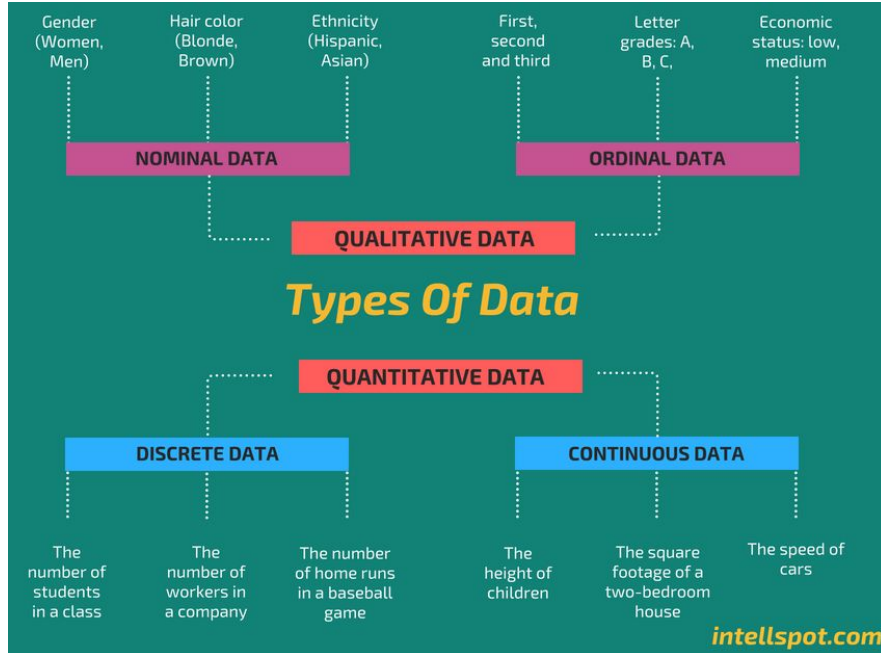 Gender
(Women,
Men)
Hair color
(Blonde,
Brown)
Ethnicity
(Hispanic,
Asian)
First,
second
and third
Letter
grades: A,
B, C,
Economic
status: low,
medium
NOMINAL DATA
ORDINAL DATA
QUALITATIVE DATA
Types Of Data
QUANTITATIVE DATA
DISCRETE DATA
CONTINUOUS DATA
The
number of
students
in a class
The
number of
workers in
a company
The number
of home runs
in a baseball
game
The
height of
children
The square
footage of a
two-bedroom
house
The speed of
cars
intellspot.com